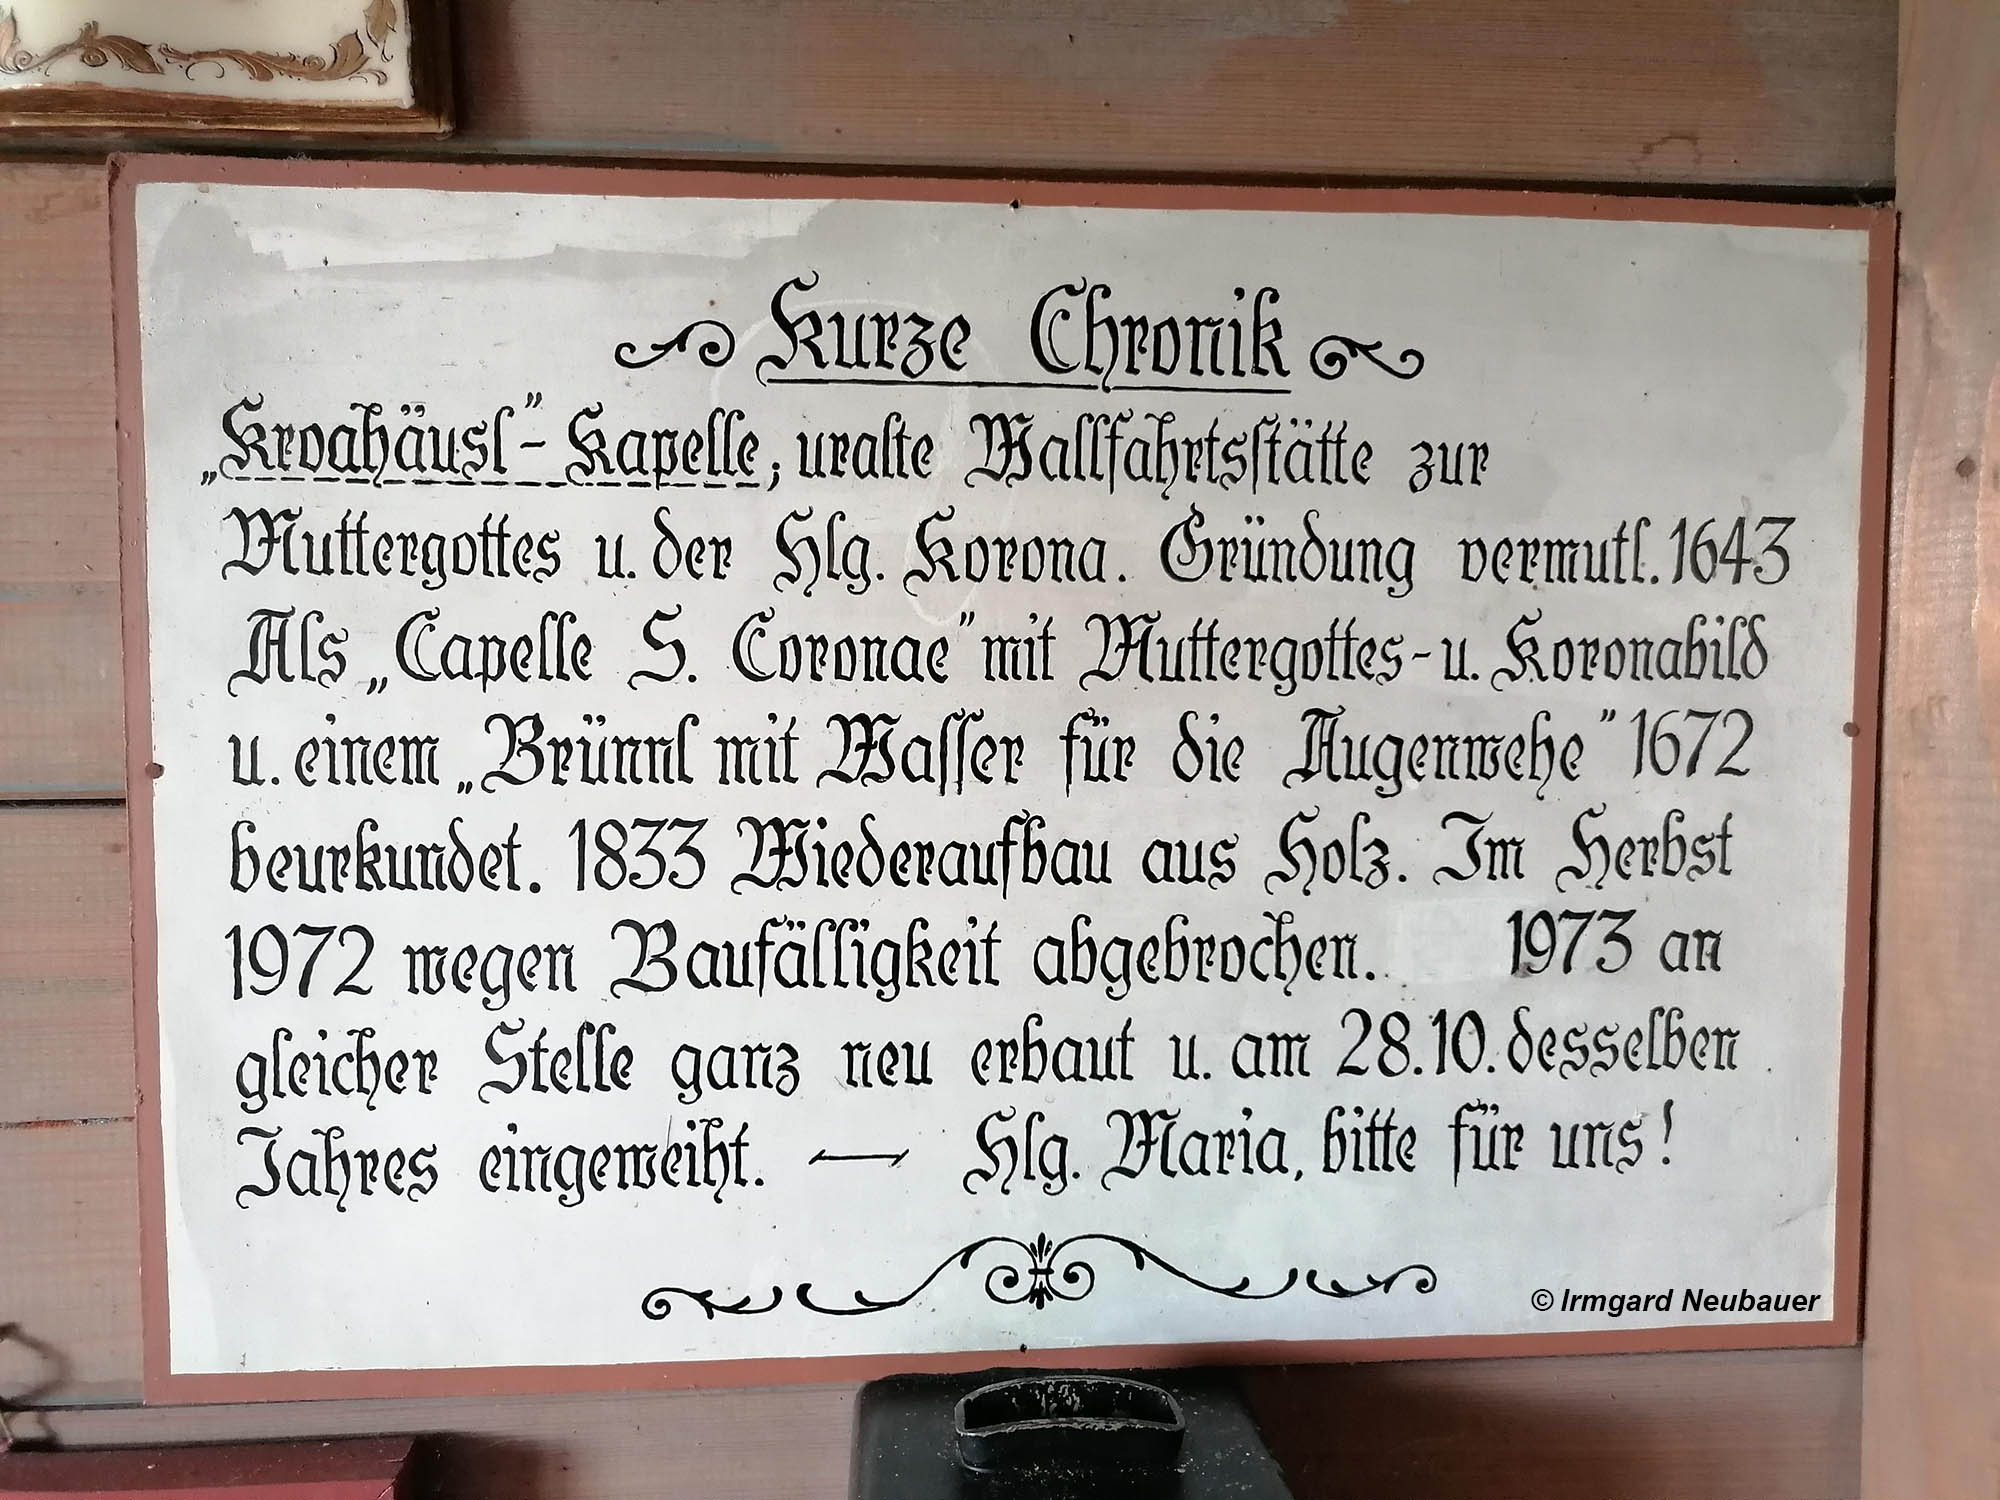 Kurze Chronik
„Kroahäusl"- Kapelle, uralte Wallfahrtsstätte zur
Muttergottes u. der Hlg. Korona. Gründung vermutl. 1643
Als „Capelle S. Coronae" mit Muttergottes- u. Koronabild
u. einem „Brünnl mit Wasser für die Augenwehe" 1672
beurkundet. 1833 Wiederaufbau aus Holz. Im Herbst
1972 wegen Baufälligkeit abgebrochen. 1973 an
gleicher Stelle ganz neu erbaut u. am 28.10. desselben
Jahres eingeweiht. — Hlg. Maria, bitte für uns!
© Irmgard Neubauer